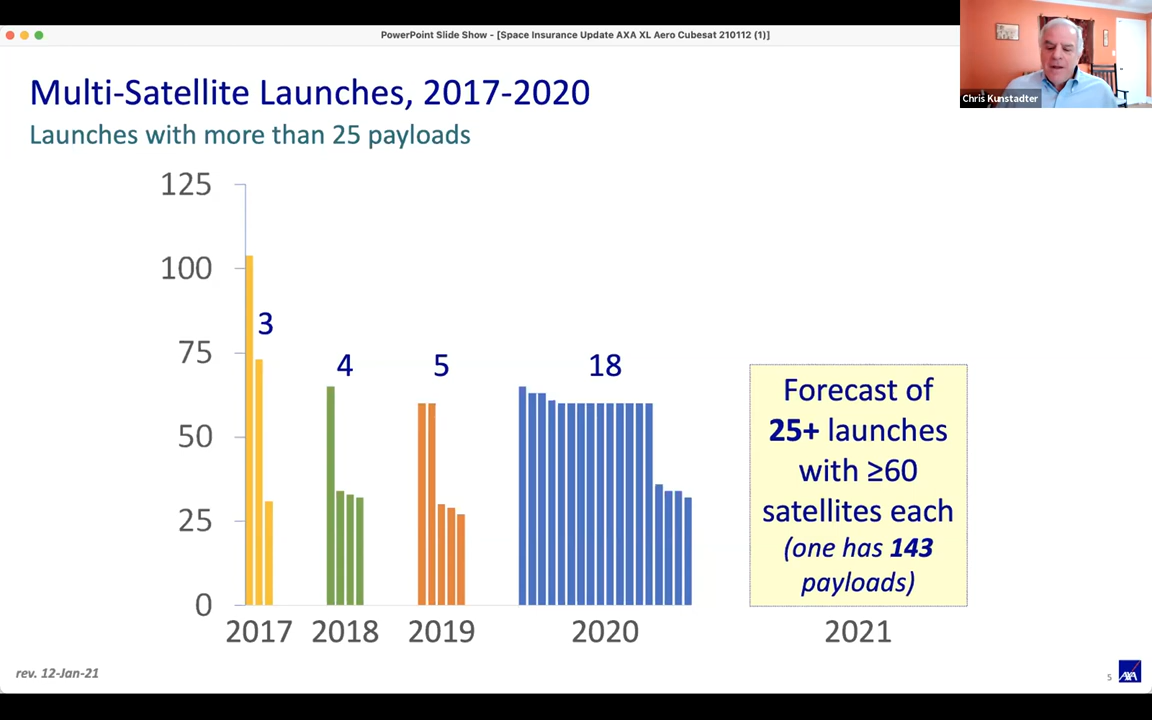 PowerPoint Slide Show - [Space Insurance Update AXA XL Aero Cubesat 210112 (1)]
Chris Kunstadter
Multi-Satellite Launches, 2017-2020
Launches with more than 25 payloads
125
100
75
50
25
0
3
4
5
18
2017
2018
2019
2020
2021
Forecast of
25+ launches
with ≥60
satellites each
(one has 143
payloads)
rev. 12-Jan-21
5
AXA